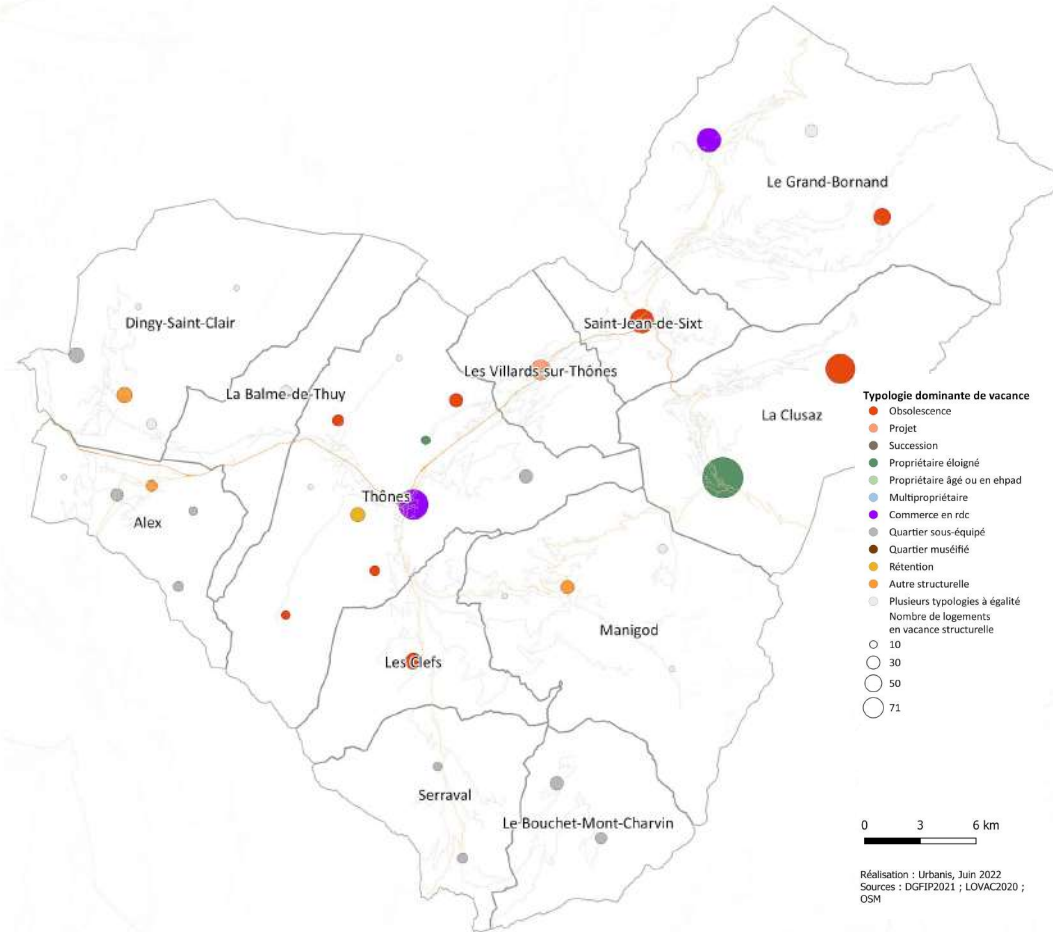 Le Grand-Bornand
Dingy-Saint-Clair
Saint-Jean-de-Sixt
Les Villards-sur-Thônes
La Balme-de-Thuy
La Clusaz
Thônes
Alex
Manigod
Les Clefs
Serraval
Le Bouchet-Mont-Charvin
Typologie dominante de vacance
Obsolescence
Projet
Succession
Propriétaire éloigné
Propriétaire âgé ou en ehpad
Multipropriétaire
Commerce en rdc
Quartier sous-équipé
Quartier muséifié
Rétention
Autre structurelle
Plusieurs typologies à égalité
Nombre de logements
en vacance structurelle
10
30
50
71
0 3 6 km
Réalisation : Urbanis, Juin 2022
Sources : DGFIP2021 ; LOVAC2020 ;
OSM